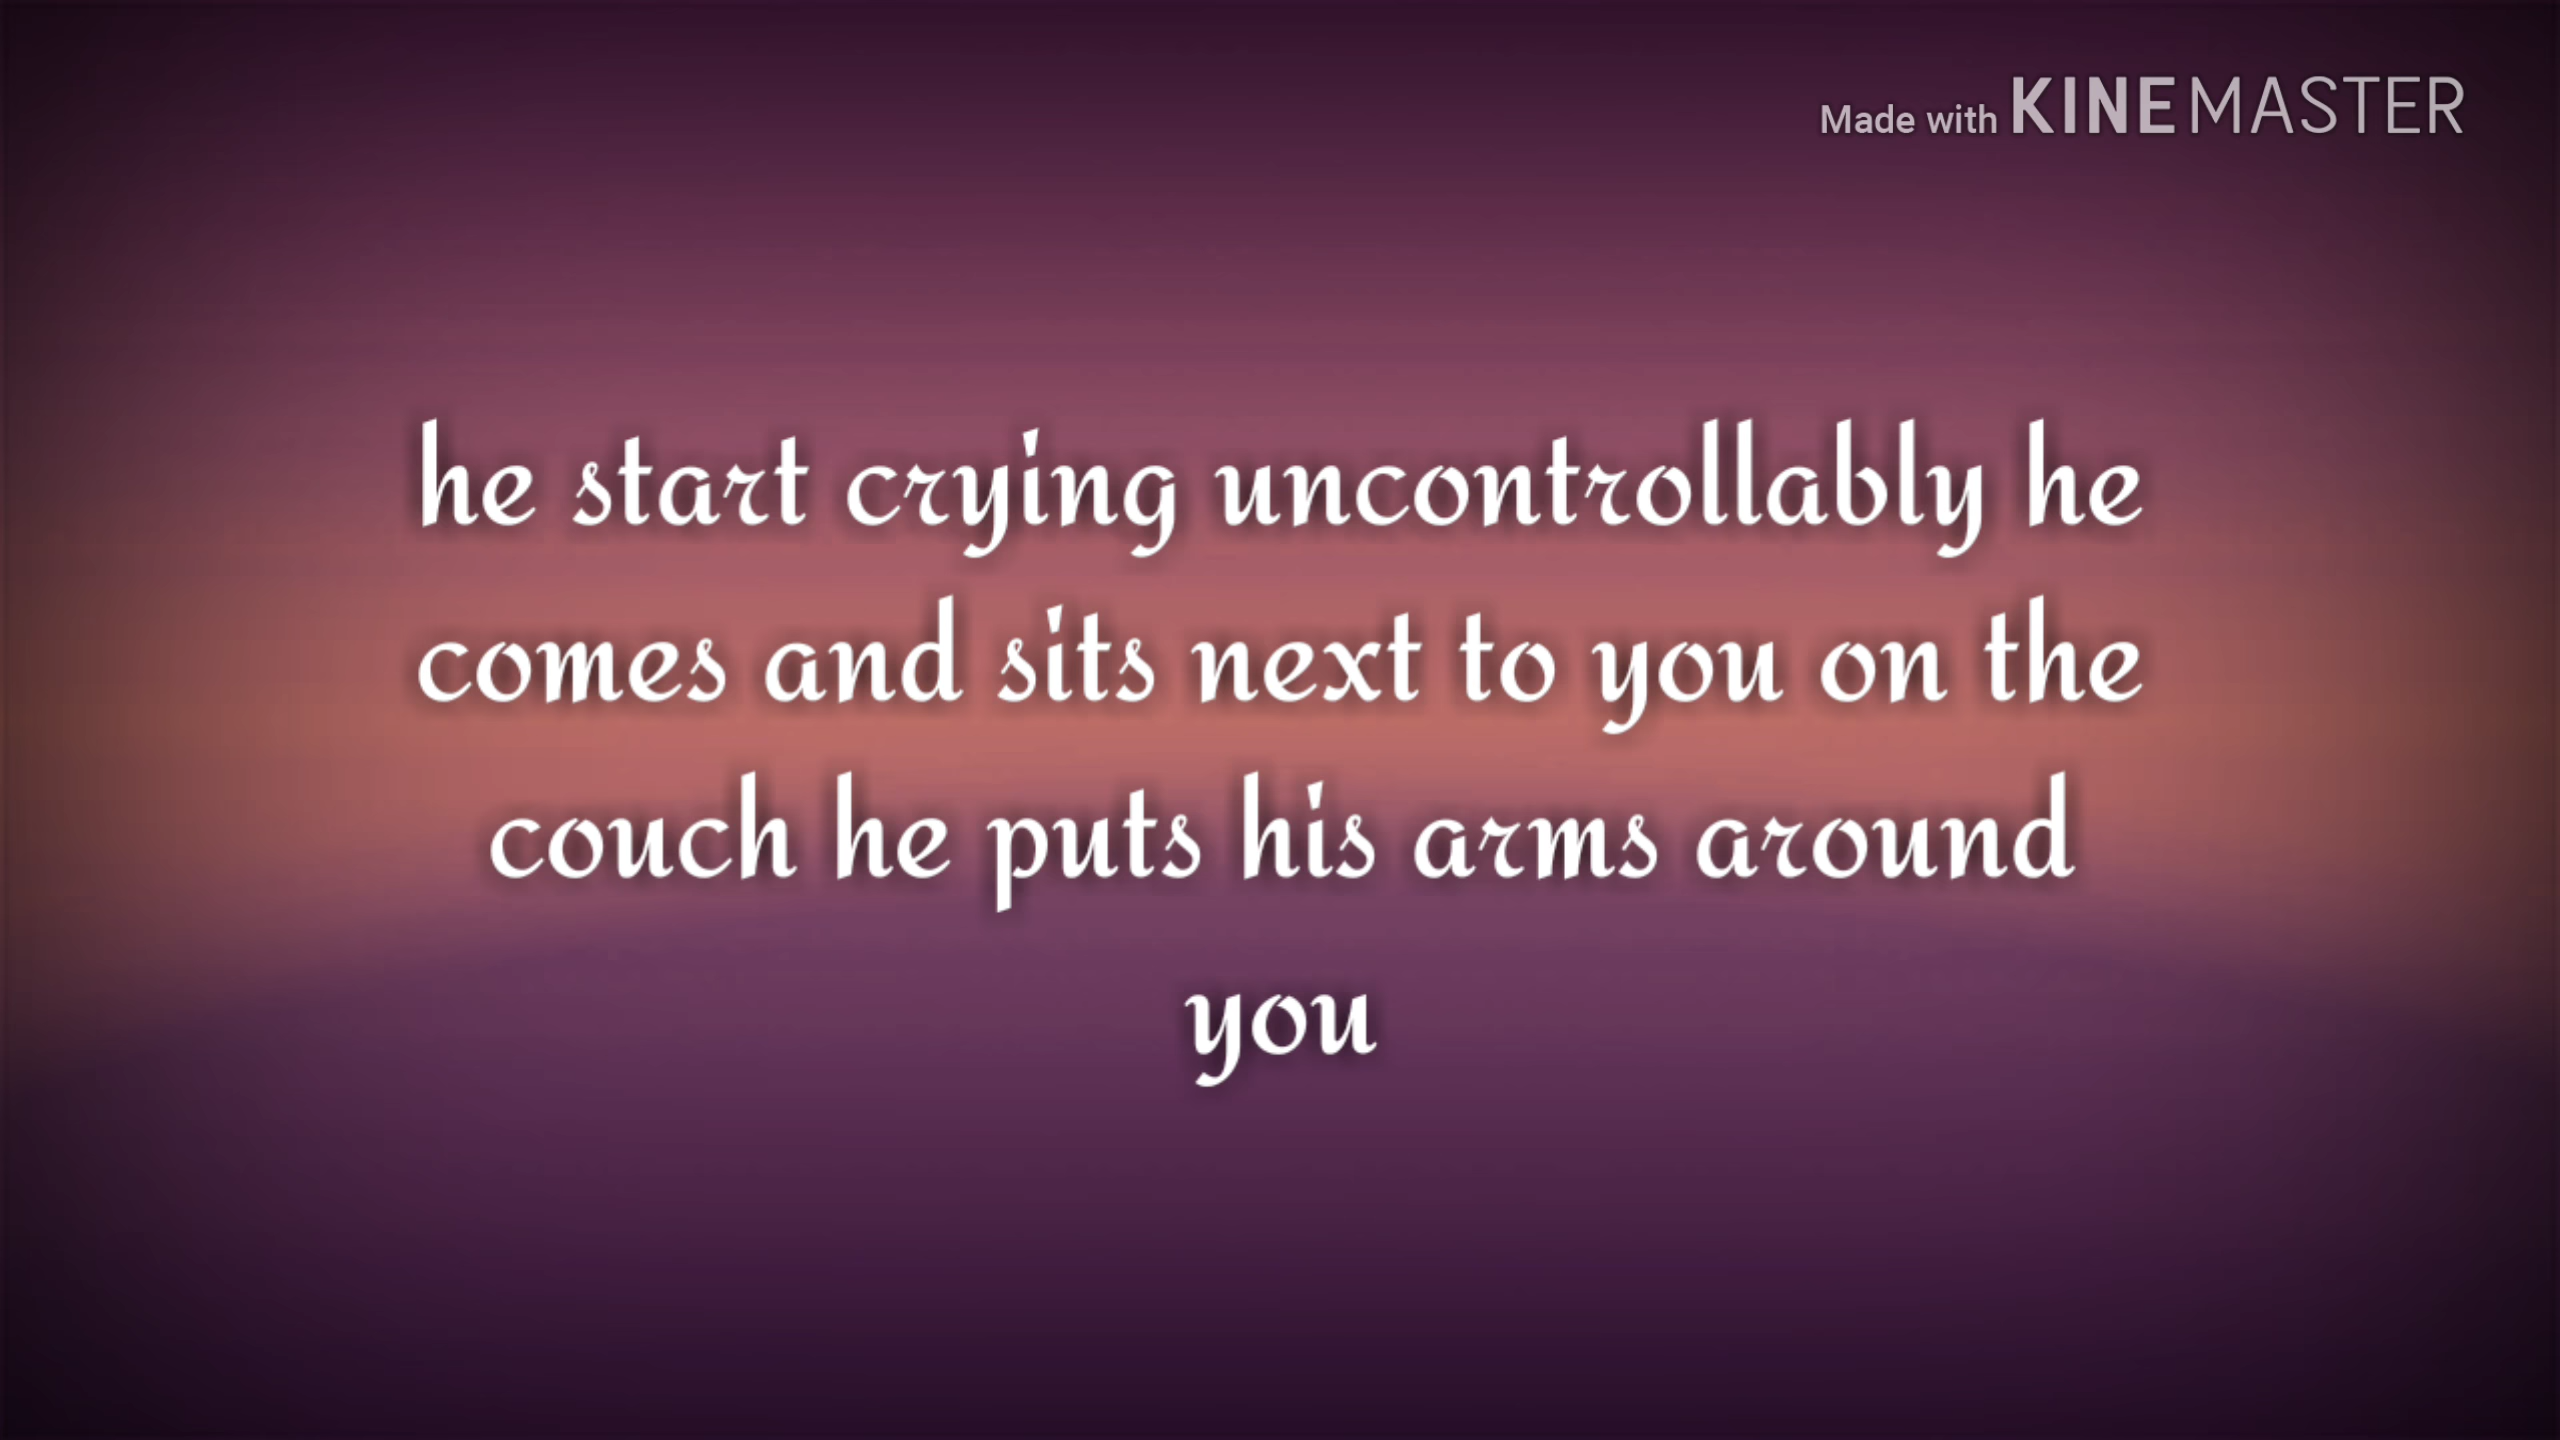 Made with KINEMASTER
he start crying uncontrollably he
comes and sits next to you on the
couch he puts his arms around
you